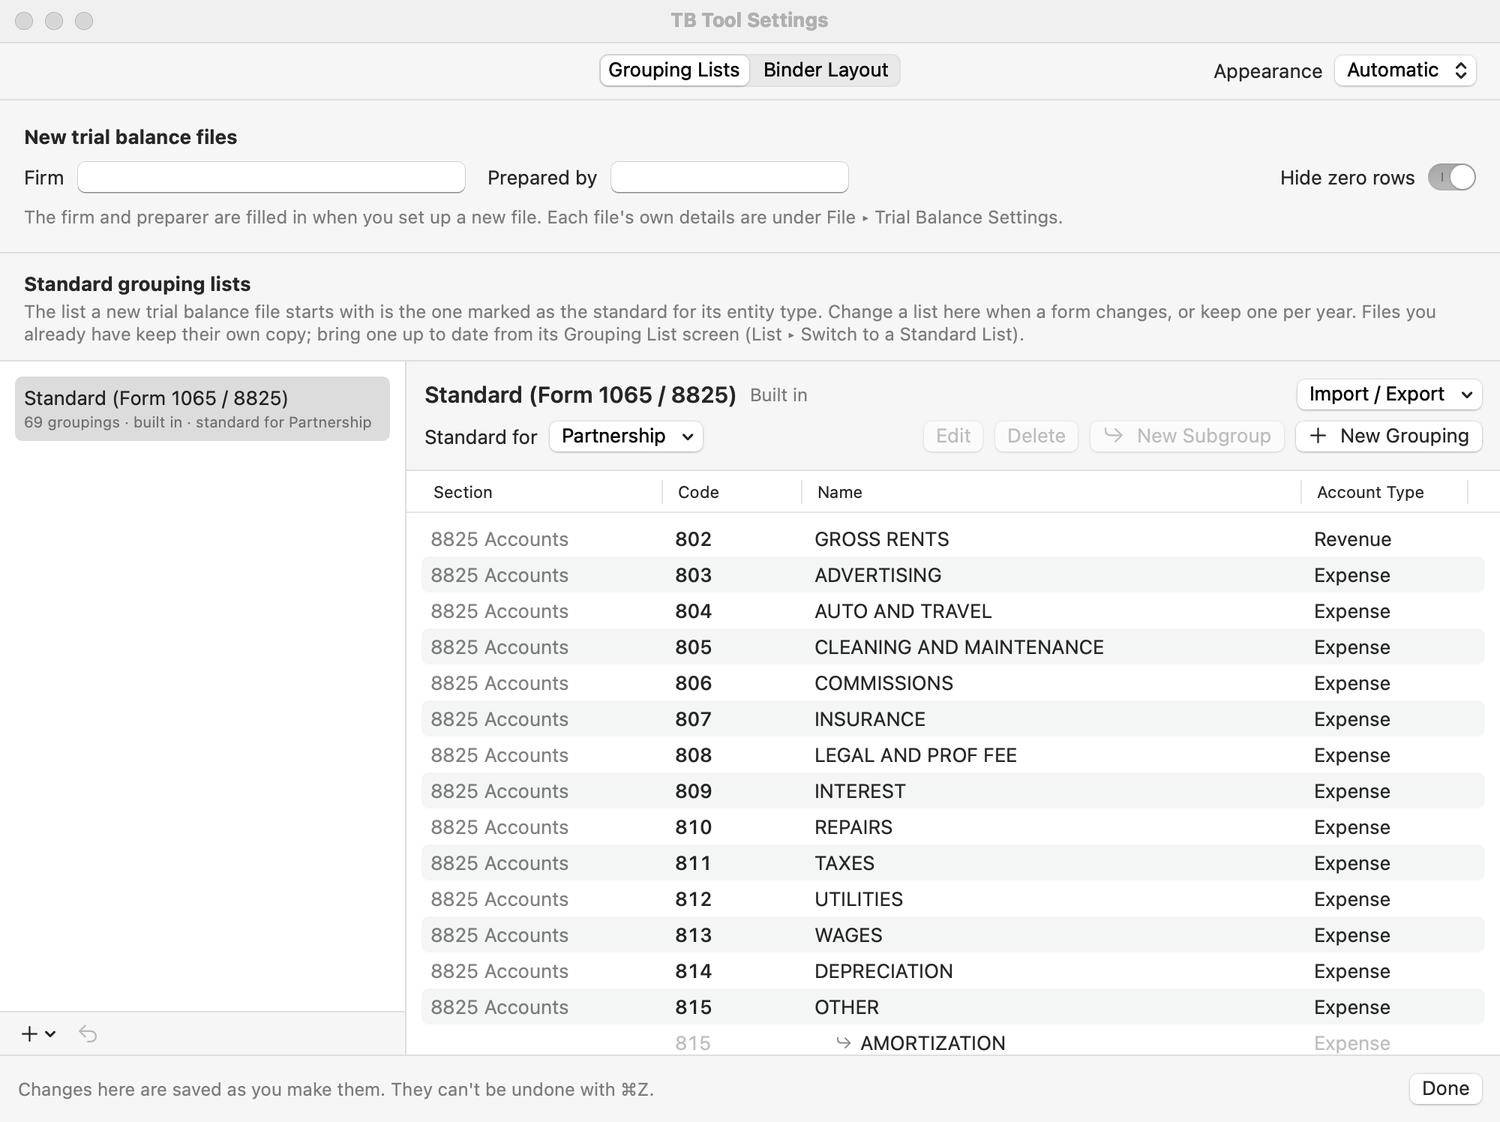 TB Tool Settings
Grouping Lists Binder Layout
Appearance Automatic
New trial balance files
Firm Prepared by Hide zero rows
The firm and preparer are filled in when you set up a new file. Each file's own details are under File ▸ Trial Balance Settings.
Standard grouping lists
The list a new trial balance file starts with is the one marked as the standard for its entity type. Change a list here when a form changes, or keep one per year. Files you
already have keep their own copy; bring one up to date from its Grouping List screen (List ▸ Switch to a Standard List).
Standard (Form 1065 / 8825)
69 groupings · built in · standard for Partnership
Standard (Form 1065 / 8825) Built in Import / Export
Standard for Partnership Edit Delete New Subgroup New Grouping
Section Code Name Account Type
8825 Accounts 802 GROSS RENTS Revenue
8825 Accounts 803 ADVERTISING Expense
8825 Accounts 804 AUTO AND TRAVEL Expense
8825 Accounts 805 CLEANING AND MAINTENANCE Expense
8825 Accounts 806 COMMISSIONS Expense
8825 Accounts 807 INSURANCE Expense
8825 Accounts 808 LEGAL AND PROF FEE Expense
8825 Accounts 809 INTEREST Expense
8825 Accounts 810 REPAIRS Expense
8825 Accounts 811 TAXES Expense
8825 Accounts 812 UTILITIES Expense
8825 Accounts 813 WAGES Expense
8825 Accounts 814 DEPRECIATION Expense
8825 Accounts 815 OTHER Expense
815 AMORTIZATION Expense
Changes here are saved as you make them. They can't be undone with ⌘Z.
Done